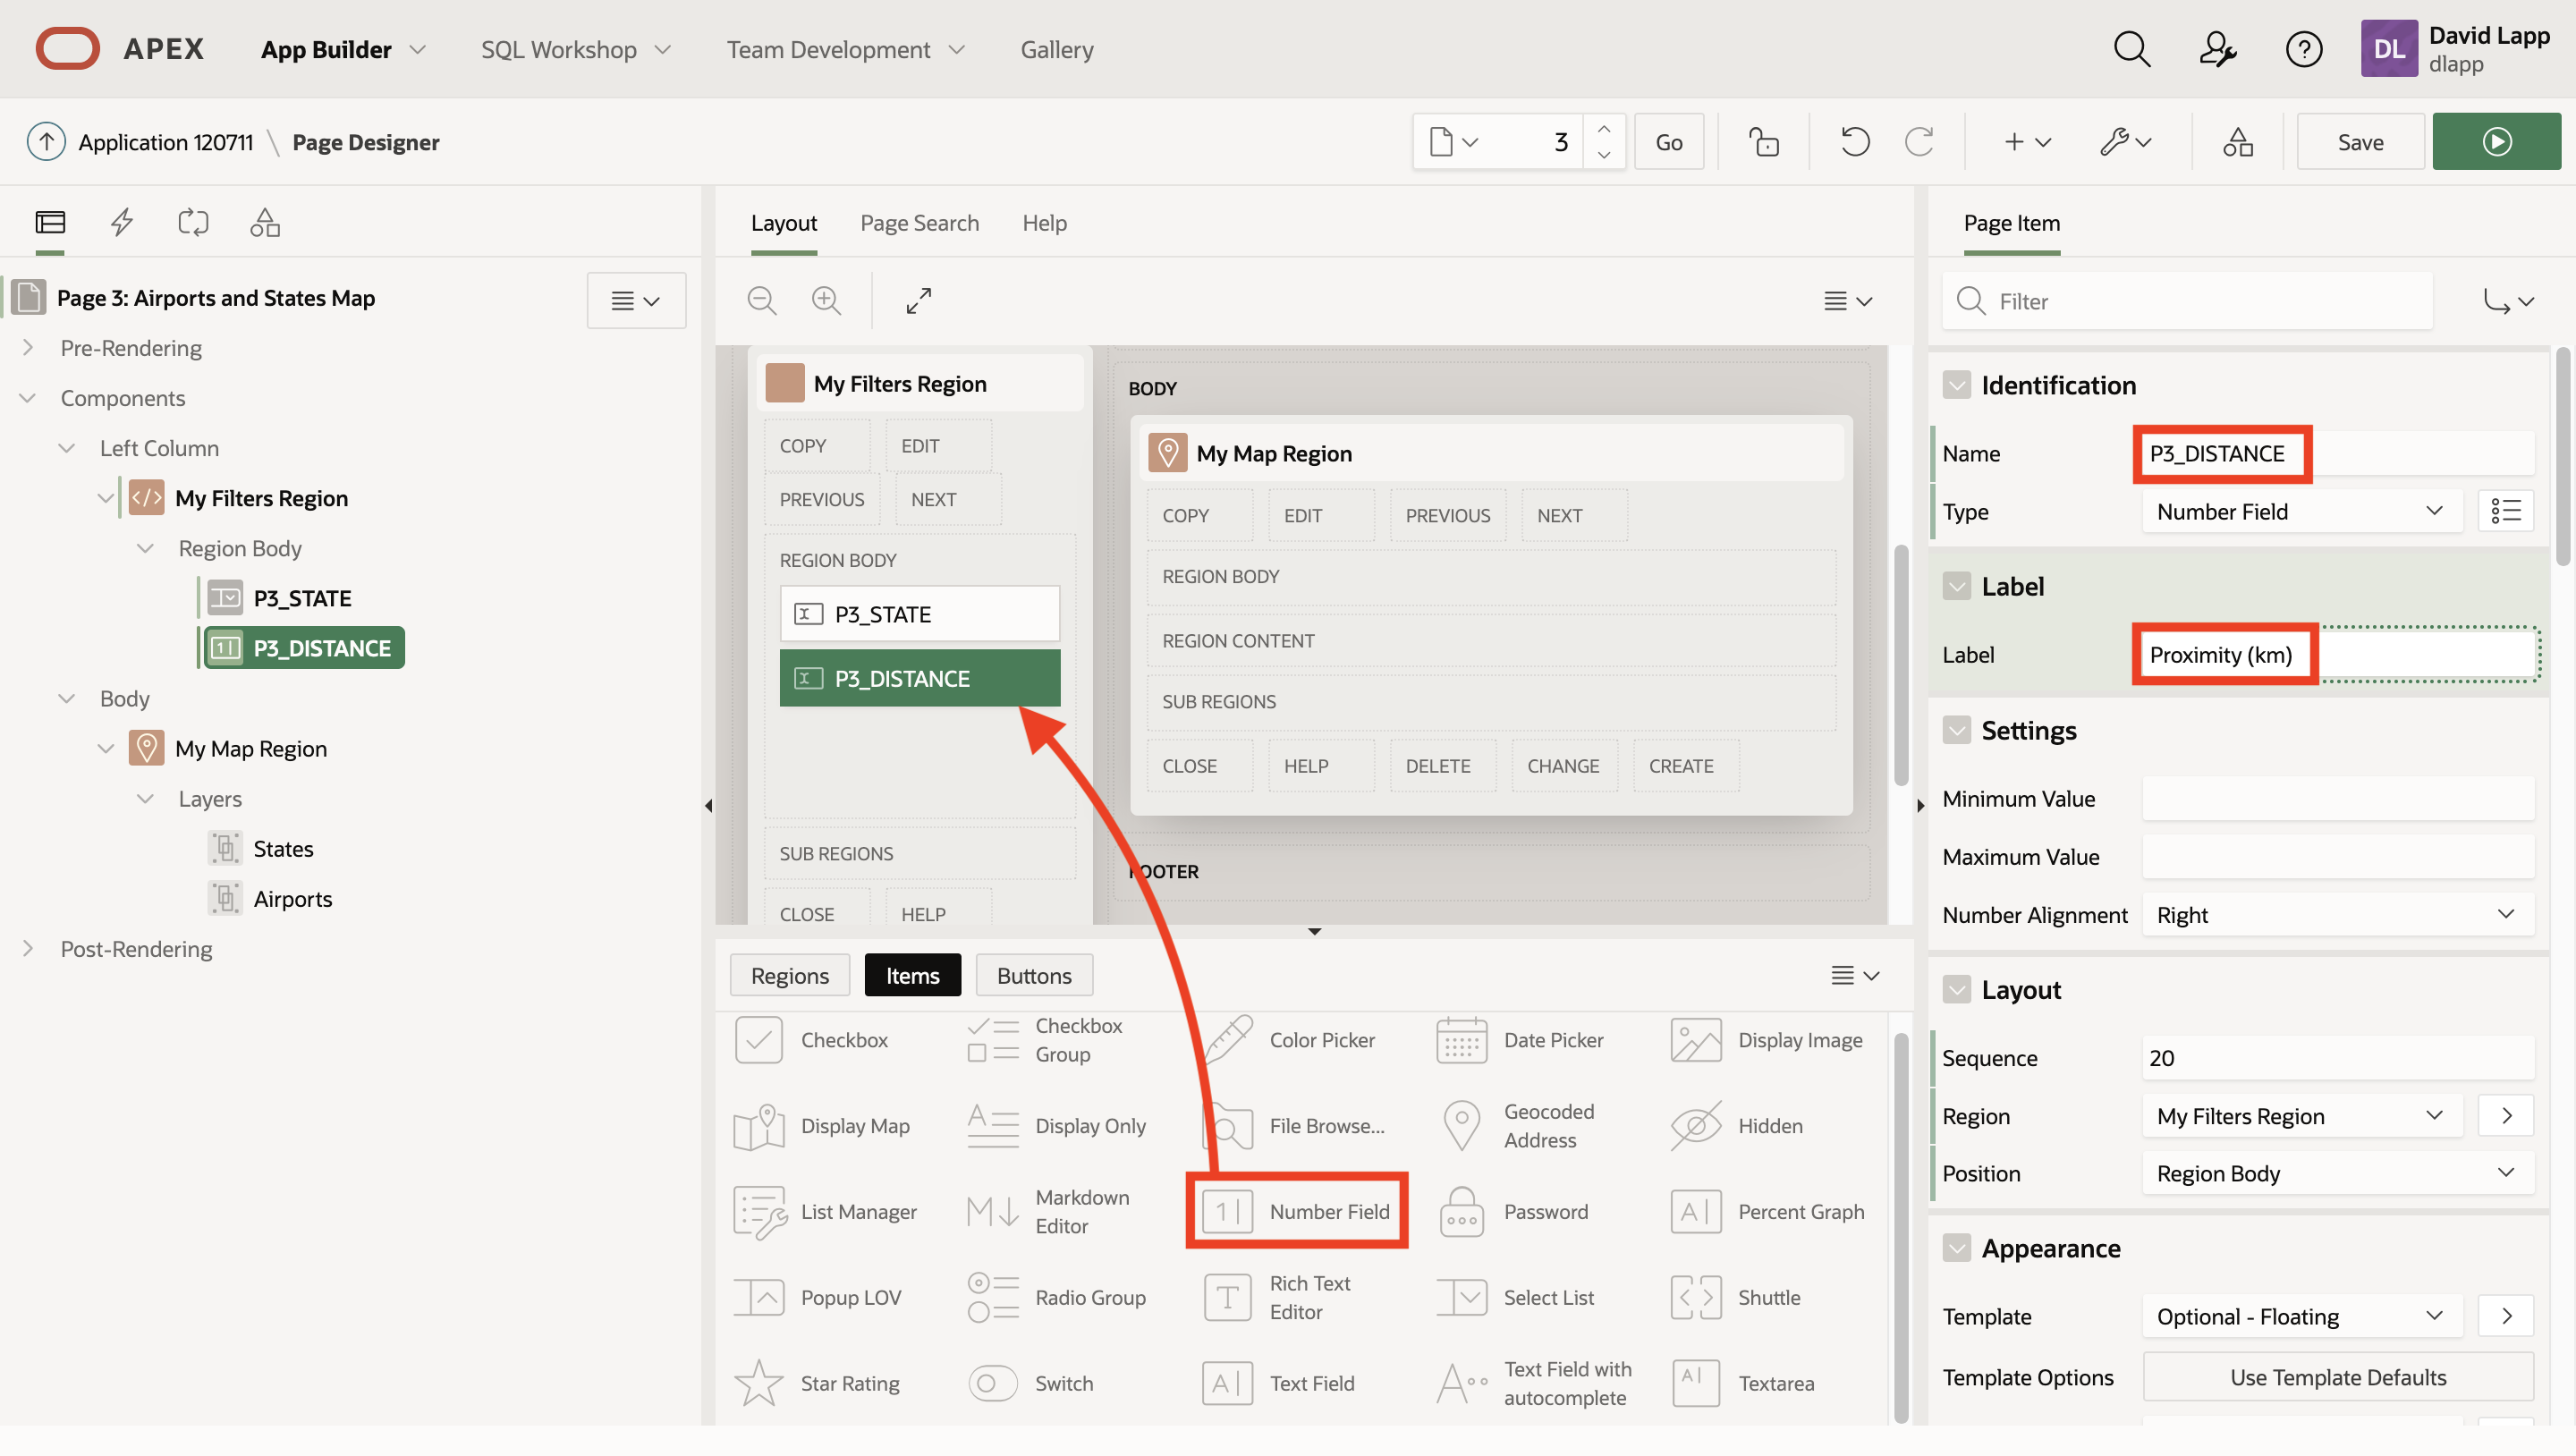 APEX App Builder SQL Workshop Team Development Gallery DL David Lapp
dlapp
Application 120711 \ Page Designer 3 Go Save
Page 3: Airports and States Map
Pre-Rendering
Components
Left Column
My Filters Region
Region Body
P3_STATE
P3_DISTANCE
Body
My Map Region
Layers
States
Airports
Post-Rendering
Layout Page Search Help
My Filters Region
COPY EDIT
PREVIOUS NEXT
REGION BODY
P3_STATE
P3_DISTANCE
SUB REGIONS
CLOSE HELP
BODY
My Map Region
COPY EDIT PREVIOUS NEXT
REGION BODY
REGION CONTENT
SUB REGIONS
CLOSE HELP DELETE CHANGE CREATE
FOOTER
Regions Items Buttons
Checkbox
Checkbox
Group
Color Picker
Date Picker
Display Image
Display Map
Display Only
File Browse...
Geocoded
Address
Hidden
List Manager
Markdown
Editor
Number Field
Password
Percent Graph
Popup LOV
Radio Group
Rich Text
Editor
Select List
Shuttle
Star Rating
Switch
Text Field
Text Field with
autocomplete
Textarea
Page Item
Filter
Identification
Name P3_DISTANCE
Type Number Field
Label
Label Proximity (km)
Settings
Minimum Value
Maximum Value
Number Alignment Right
Layout
Sequence 20
Region My Filters Region
Position Region Body
Appearance
Template Optional - Floating
Template Options Use Template Defaults